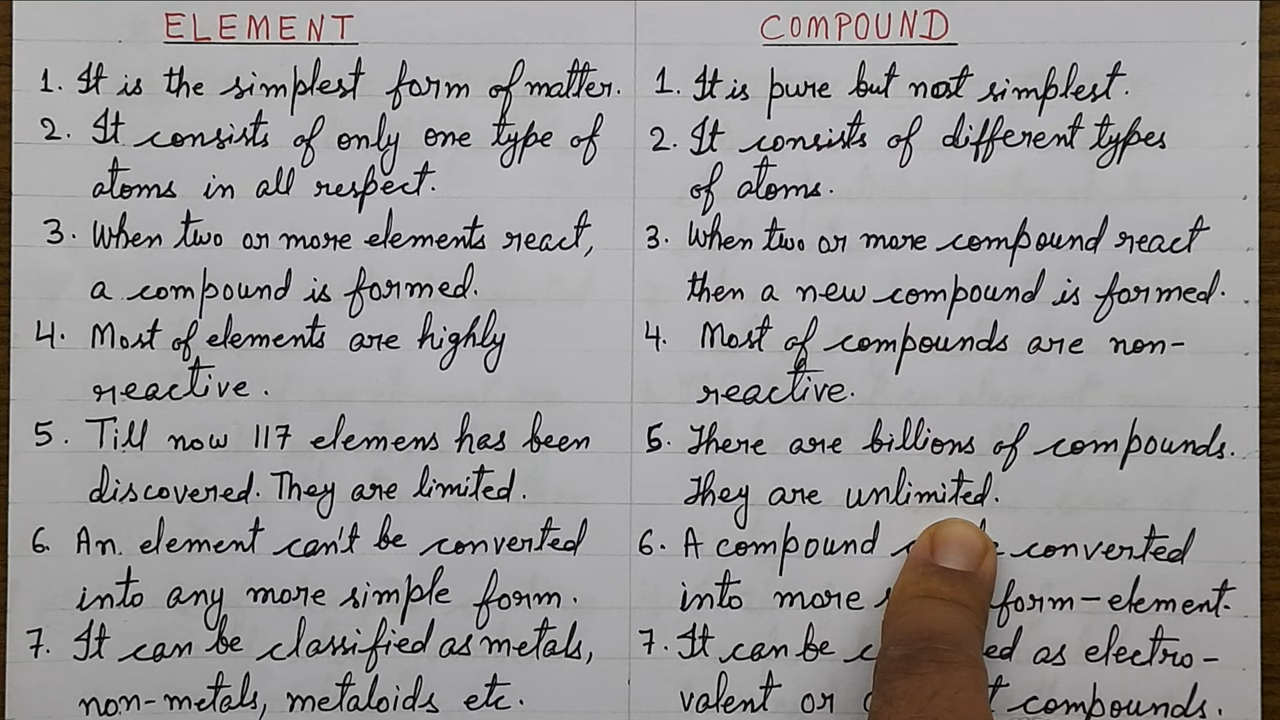 ELEMENT
1. It is the simplest form of matter.
2. It consists of only one type of
atoms in all respect.
3. When two or more elements react,
a compound is formed.
4. Most of elements are highly
reactive.
5. Till now 117 elemens has been
discovered. They are limited.
6. An element can't be converted
into any more simple form.
7. It can be classified as metals,
non-metals, metaloids etc.
COMPOUND
1. It is pure but not simplest.
2. It consists of different types
of atoms.
3. When two or more compound react
then a new compound is formed.
4. Most of compounds are non-
reactive.
5. There are billions of compounds.
They are unlimited.
6. A compound converted
into more form-element.
7. It can be as electro-
valent or compounds.